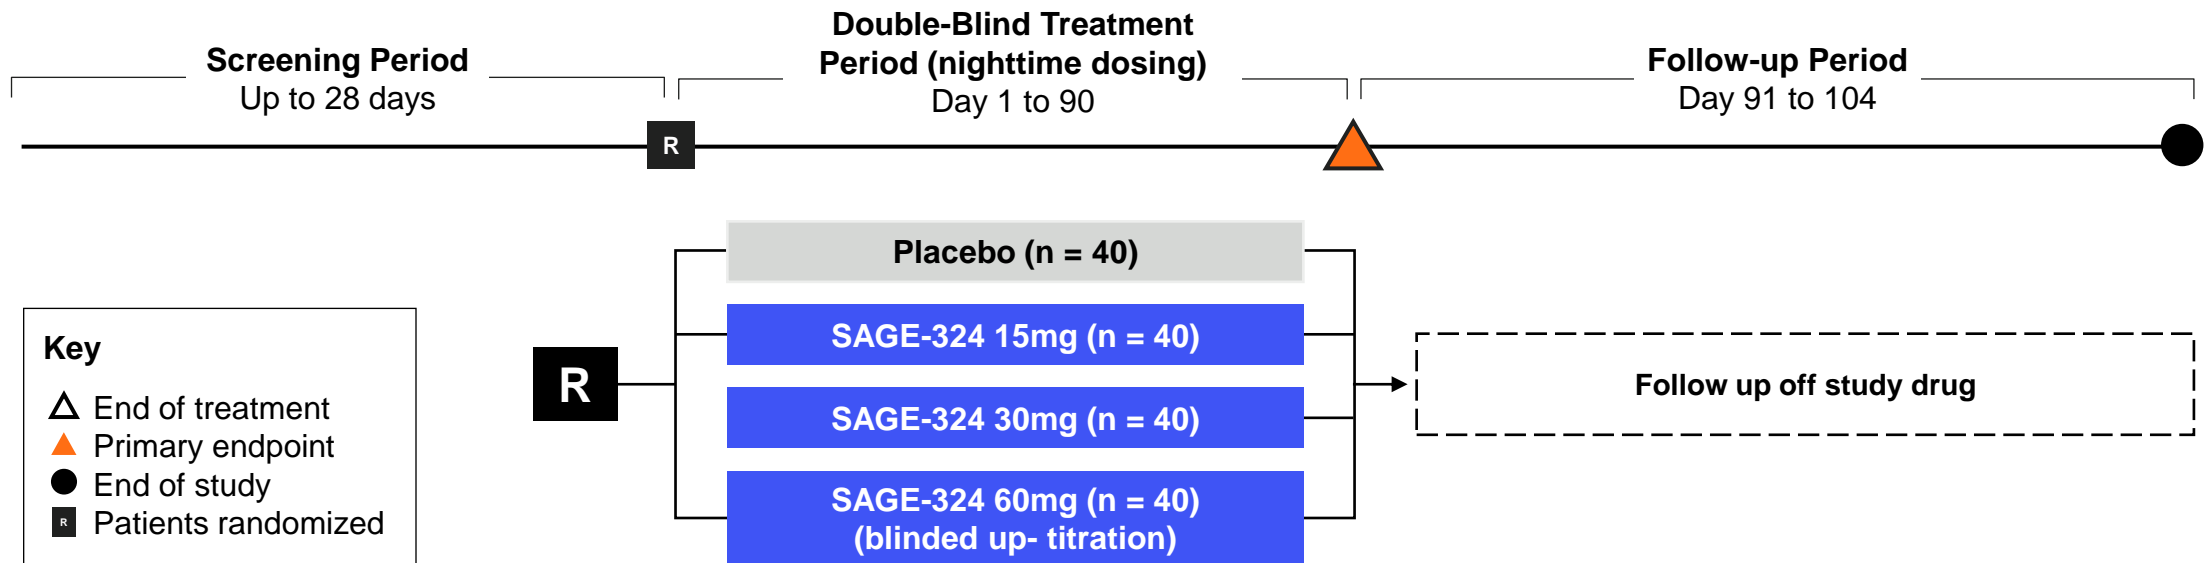 Screening Period
Up to 28 days
Double-Blind Treatment
Period (nighttime dosing)
Day 1 to 90
Follow-up Period
Day 91 to 104
R
Placebo (n = 40)
SAGE-324 15mg (n = 40)
SAGE-324 30mg (n = 40)
SAGE-324 60mg (n = 40)
(blinded up- titration)
R
Follow up off study drug
Key
End of treatment
Primary endpoint
End of study
R Patients randomized